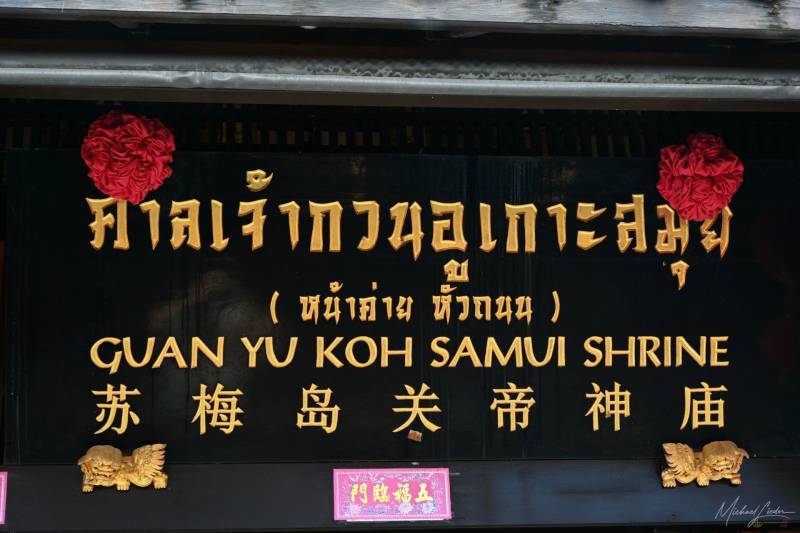 ศาลเจ้ากวนอูเกาะสมุย
( หน้าค่าย หัวถนน )
GUAN YU KOH SAMUI SHRINE
苏梅岛关帝神庙
門臨福五
Michael Cieder